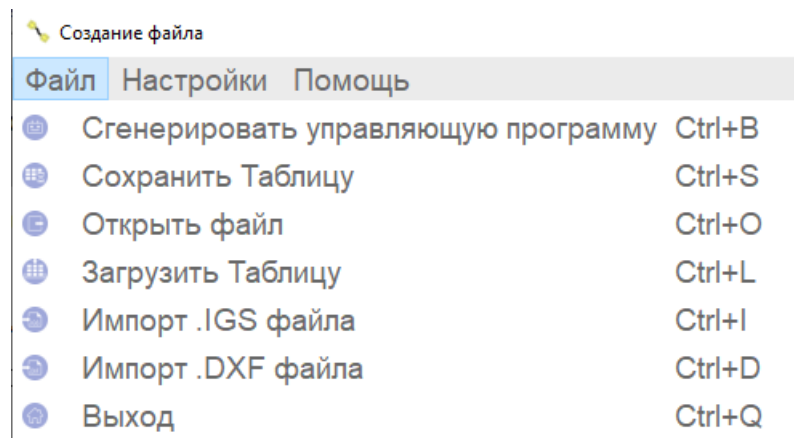 Создание файла
Файл Настройки Помощь
Сгенерировать управляющую программу Ctrl+B
Сохранить Таблицу Ctrl+S
Открыть файл Ctrl+O
Загрузить Таблицу Ctrl+L
Импорт .IGS файла Ctrl+I
Импорт .DXF файла Ctrl+D
Выход Ctrl+Q